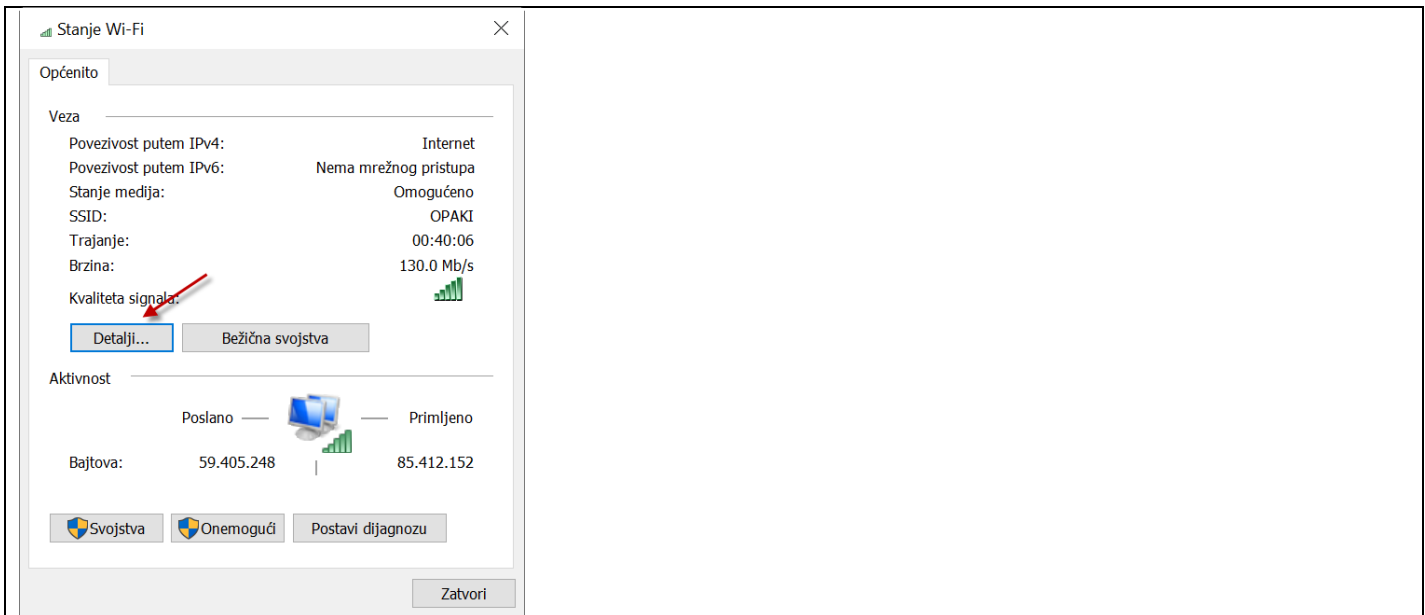 Stanje Wi-Fi
Općenito
Veza
Povezivost putem IPv4: Internet
Povezivost putem IPv6: Nema mrežnog pristupa
Stanje medija: Omogućeno
SSID: OPAKI
Trajanje: 00:40:06
Brzina: 130.0 Mb/s
Kvaliteta signala:
Detalji... Bežična svojstva
Aktivnost
Poslano Primljeno
Bajtova: 59.405.248 85.412.152
Svojstva Onemogući Postavi dijagnozu
Zatvori